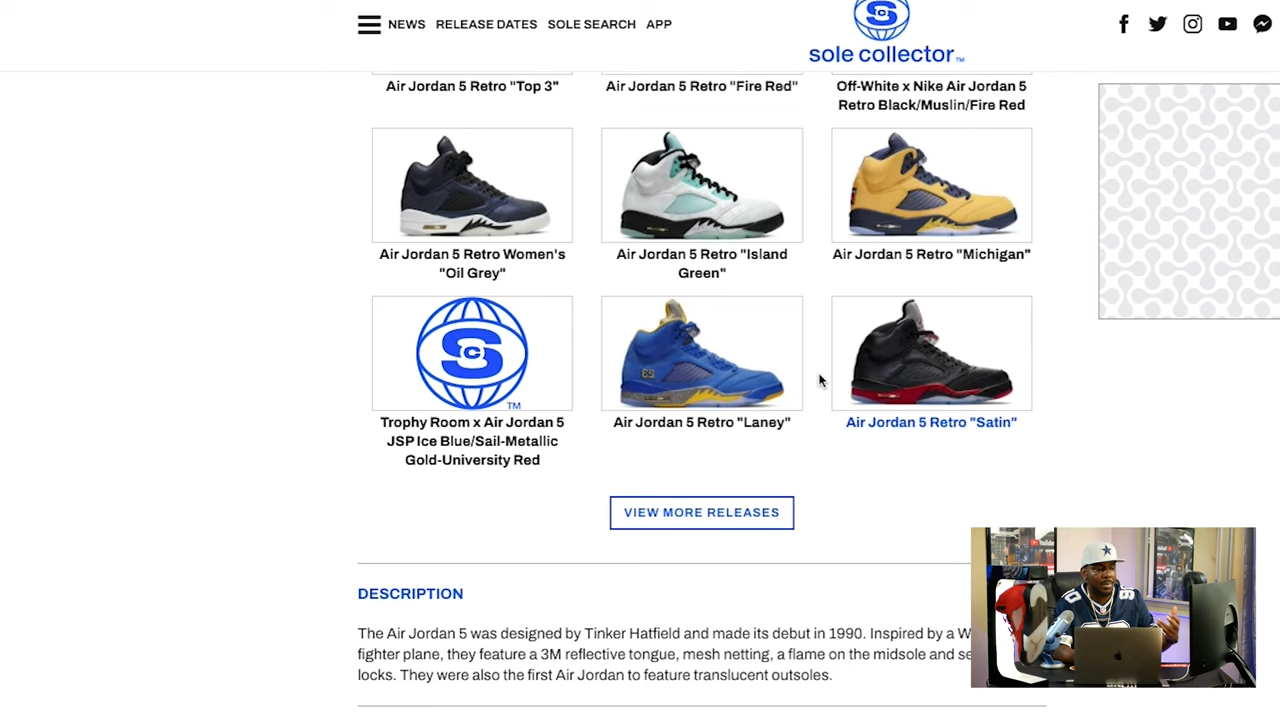 NEWS RELEASE DATES SOLE SEARCH APP
sole collector™
Air Jordan 5 Retro "Top 3"
Air Jordan 5 Retro "Fire Red"
Off-White x Nike Air Jordan 5
Retro Black/Muslin/Fire Red
Air Jordan 5 Retro Women's
"Oil Grey"
Air Jordan 5 Retro "Island
Green"
Air Jordan 5 Retro "Michigan"
TM
Trophy Room x Air Jordan 5
JSP Ice Blue/Sail-Metallic
Gold-University Red
Air Jordan 5 Retro "Laney"
Air Jordan 5 Retro "Satin"
VIEW MORE RELEASES
DESCRIPTION
The Air Jordan 5 was designed by Tinker Hatfield and made its debut in 1990. Inspired by a W
fighter plane, they feature a 3M reflective tongue, mesh netting, a flame on the midsole and se
locks. They were also the first Air Jordan to feature translucent outsoles.